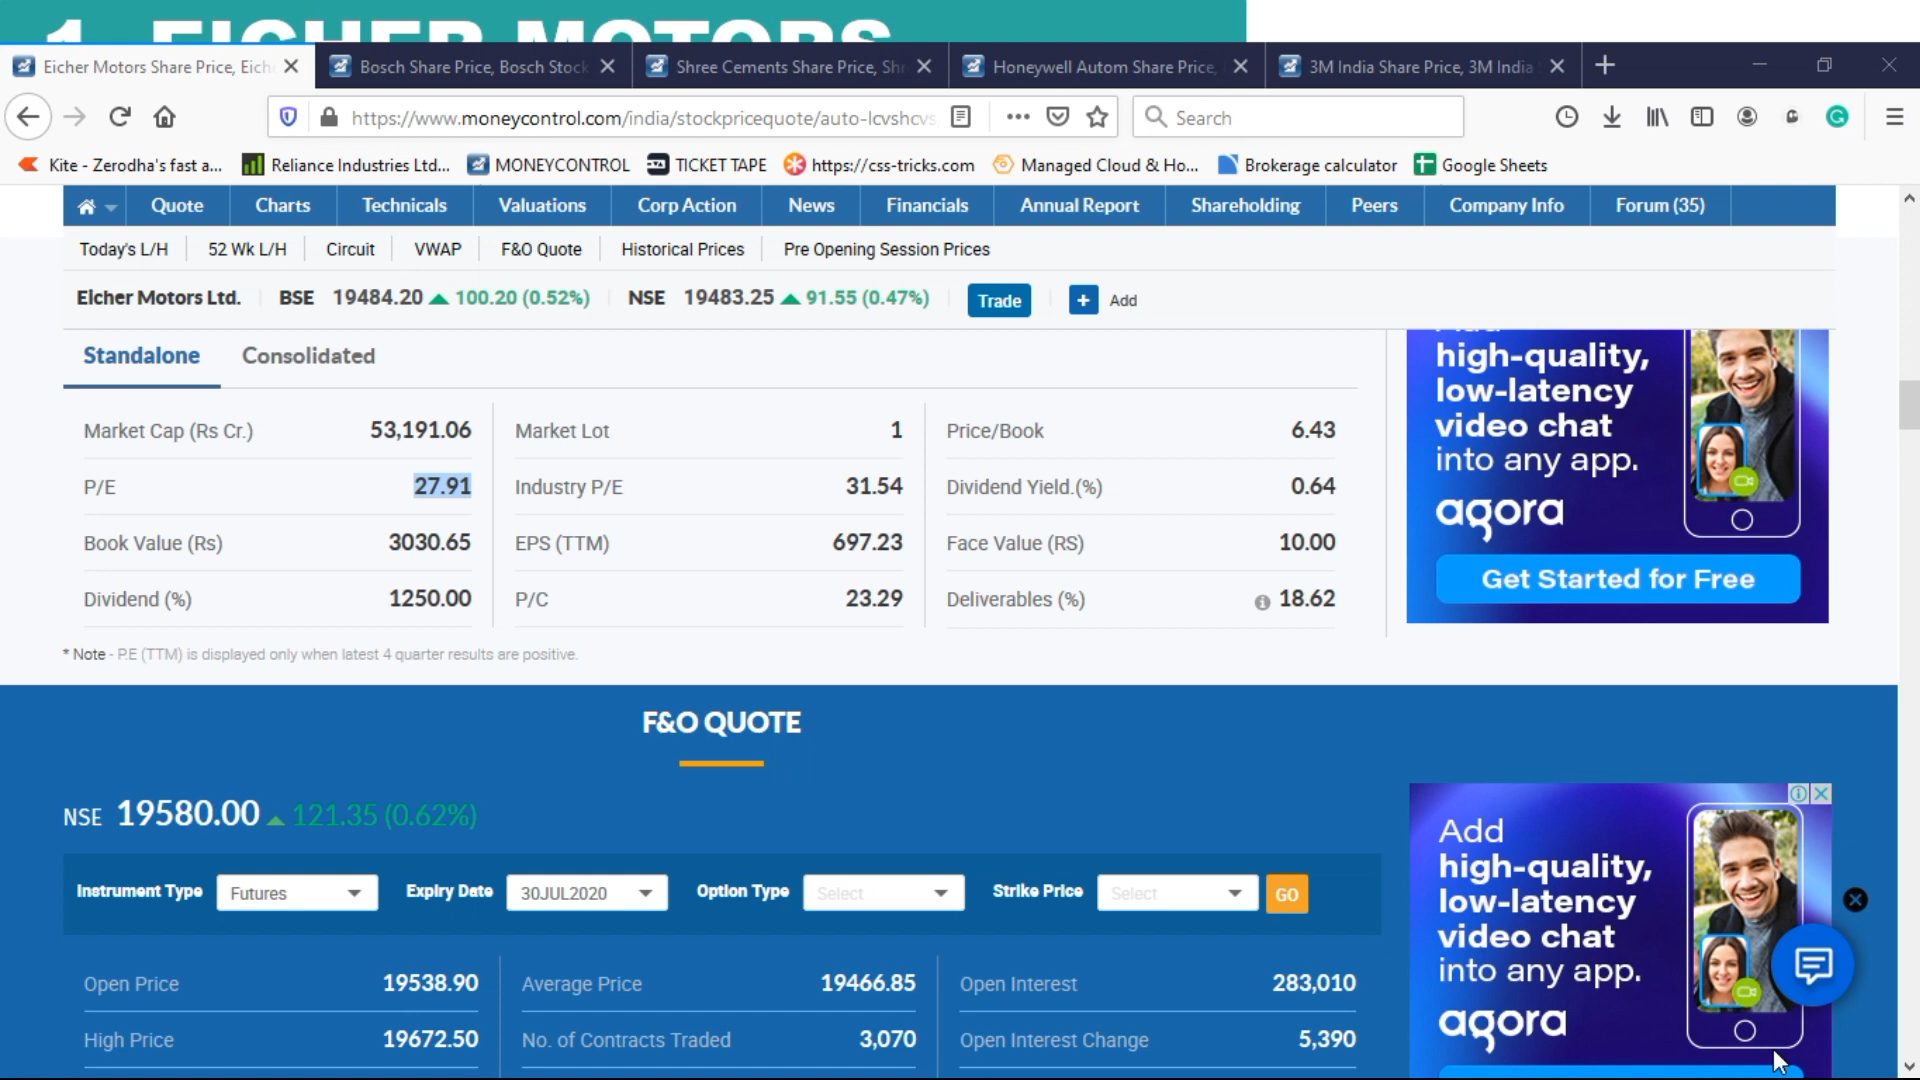 1. EICHER MOTORS
Eicher Motors Share Price, Eich
Bosch Share Price, Bosch Stock
Shree Cements Share Price, Shr
Honeywell Autom Share Price,
3M India Share Price, 3M India
https://www.moneycontrol.com/india/stockpricequote/auto-lcvshcvs
Search
Kite - Zerodha's fast a...
Reliance Industries Ltd...
MONEYCONTROL
TICKET TAPE
https://css-tricks.com
Managed Cloud & Ho...
Brokerage calculator
Google Sheets
Quote Charts Technicals Valuations Corp Action News Financials Annual Report Shareholding Peers Company Info Forum (35)
Today's L/H 52 Wk L/H Circuit VWAP F&O Quote Historical Prices Pre Opening Session Prices
Eicher Motors Ltd. BSE 19484.20 100.20 (0.52%) NSE 19483.25 91.55 (0.47%) Trade + Add
Standalone Consolidated
Market Cap (Rs Cr.) 53,191.06 Market Lot 1 Price/Book 6.43
P/E 27.91 Industry P/E 31.54 Dividend Yield.(%) 0.64
Book Value (Rs) 3030.65 EPS (TTM) 697.23 Face Value (RS) 10.00
Dividend (%) 1250.00 P/C 23.29 Deliverables (%) 18.62
* Note - P.E (TTM) is displayed only when latest 4 quarter results are positive.
high-quality,
low-latency
video chat
into any app.
agora
Get Started for Free
F&O QUOTE
NSE 19580.00 121.35 (0.62%)
Instrument Type Futures Expiry Date 30JUL2020 Option Type Select Strike Price Select GO
Open Price 19538.90 Average Price 19466.85 Open Interest 283,010
High Price 19672.50 No. of Contracts Traded 3,070 Open Interest Change 5,390
Add
high-quality,
low-latency
video chat
into any app.
agora